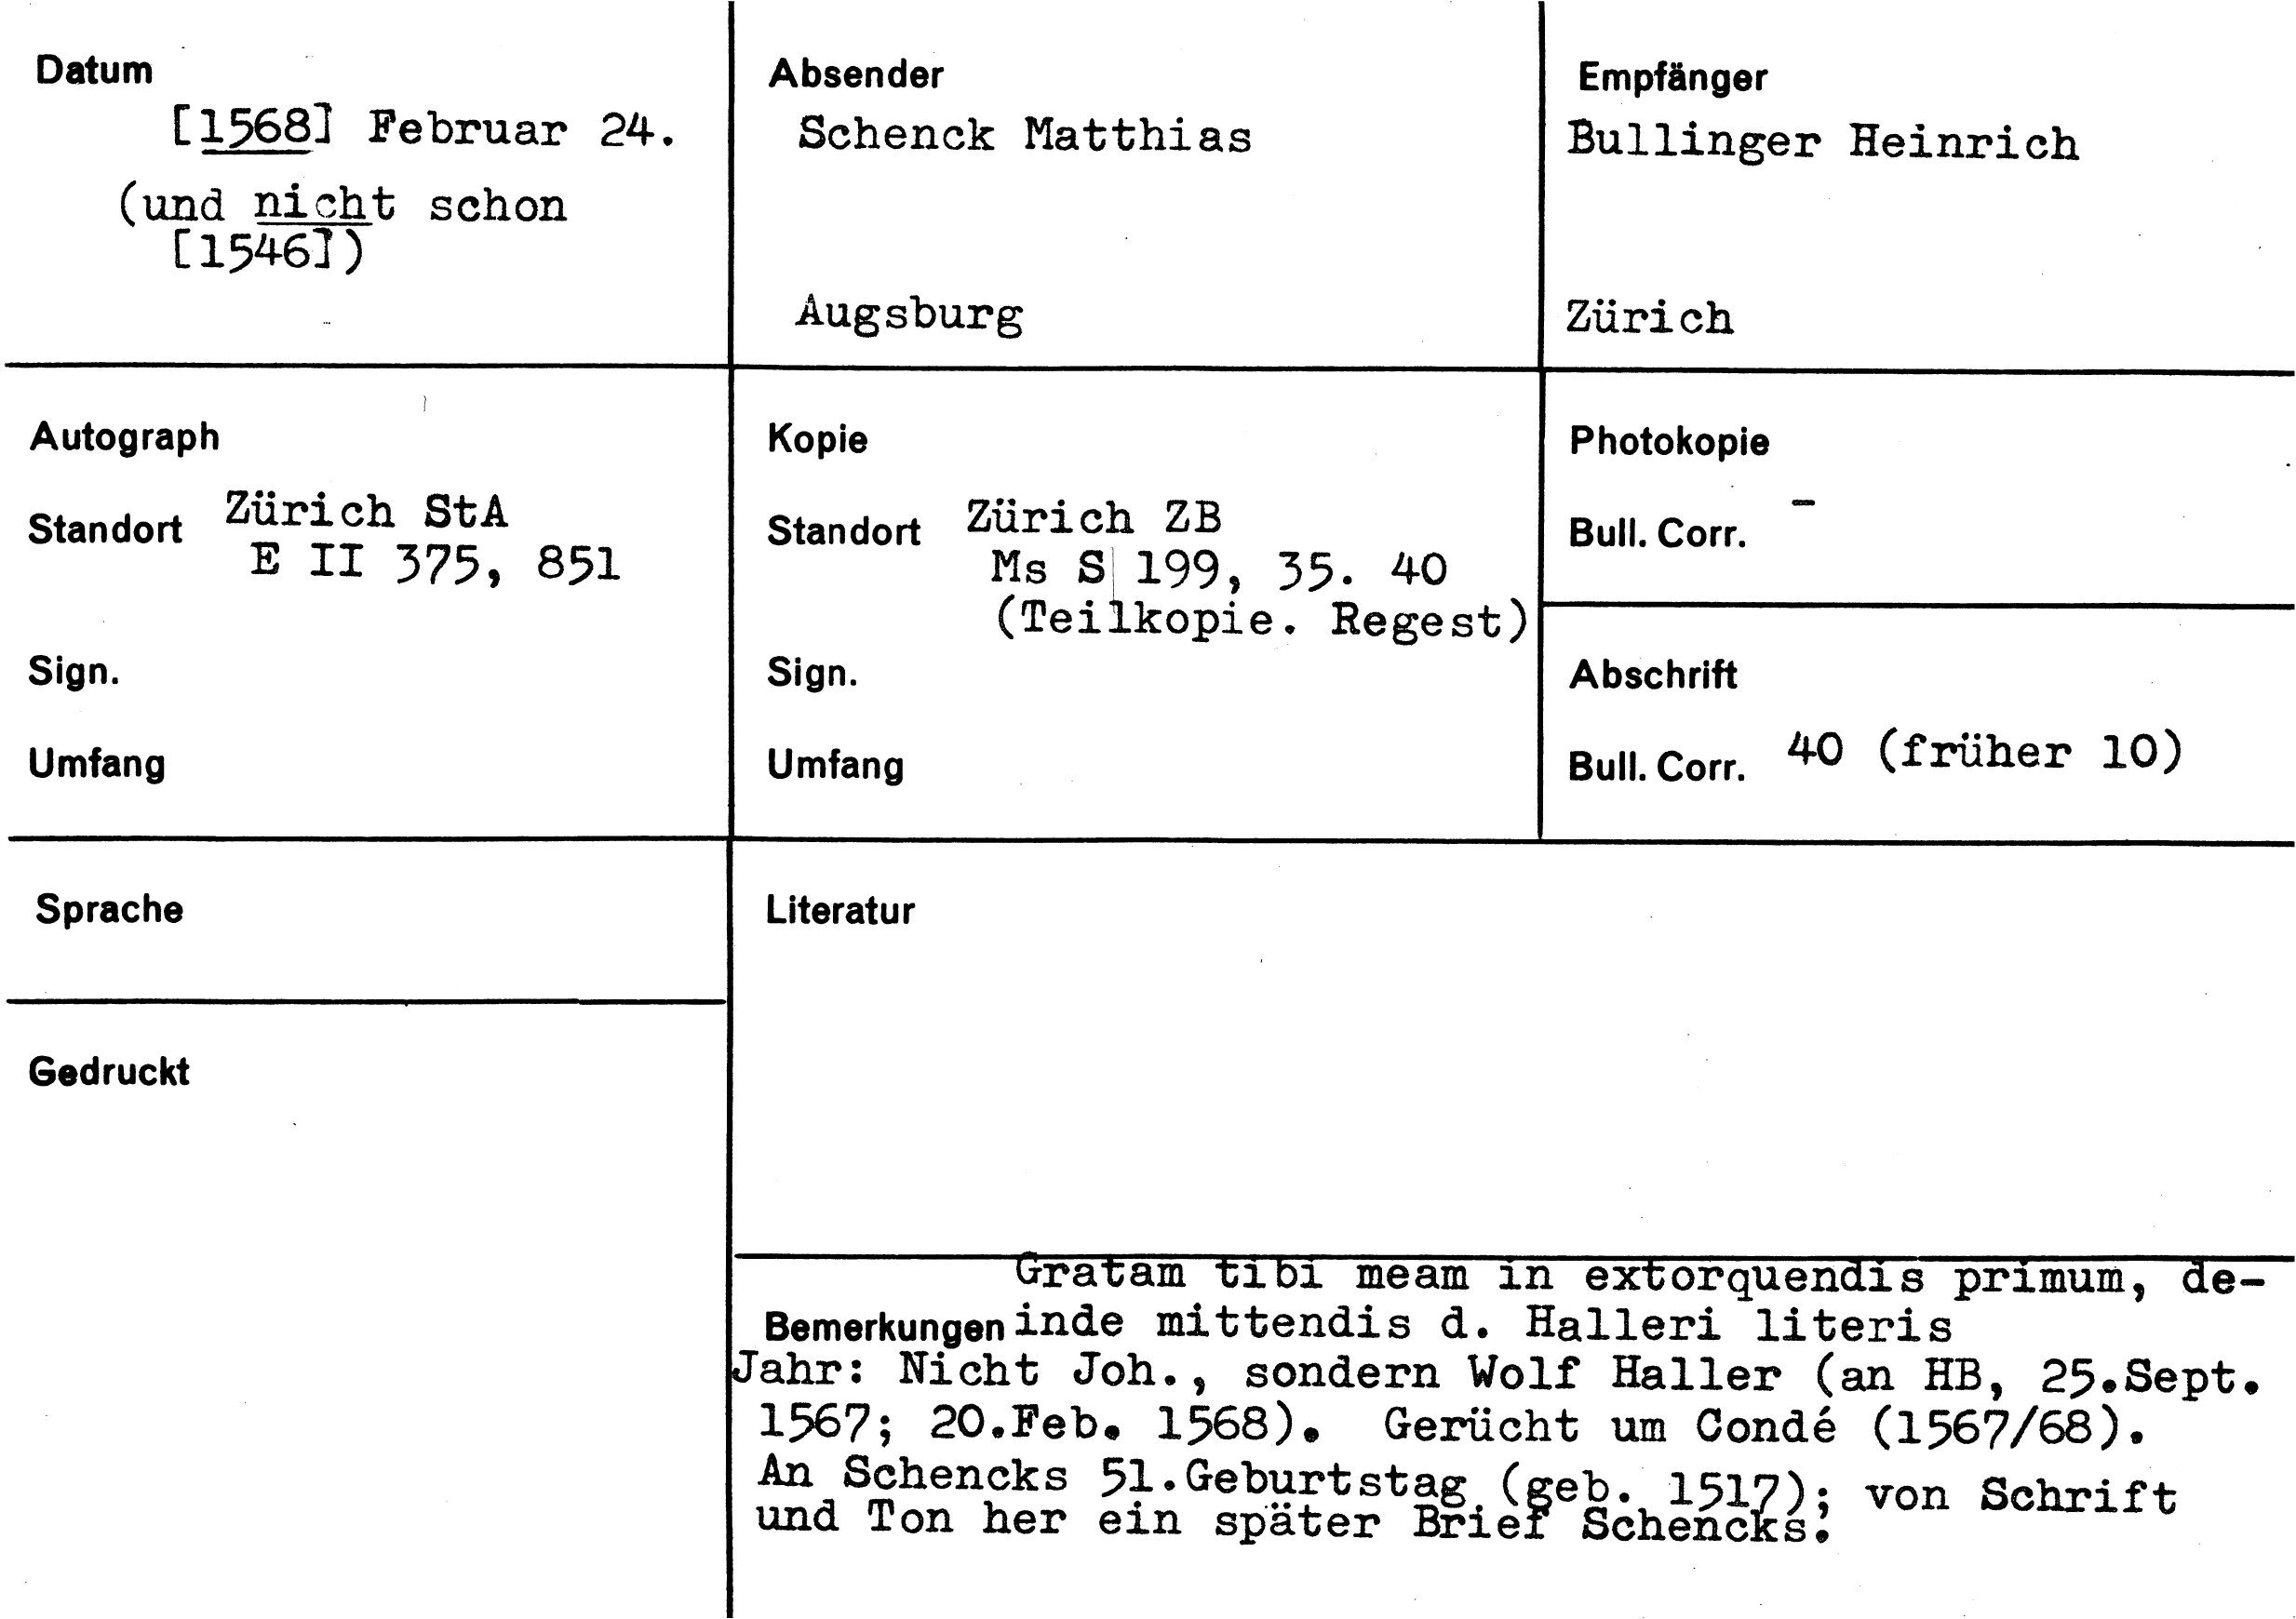 Datum
[1568] Februar 24.
(und nicht schon
[1546])
Absender
Schenck Matthias
Augsburg
Empfänger
Bullinger Heinrich
Zürich
Autograph
Standort Zürich StA
E II 375, 851
Sign.
Umfang
Kopie
Standort Zürich ZB
Ms S 199, 35. 40
(Teilkopie. Regest)
Sign.
Umfang
Photokopie
Bull. Corr. -
Abschrift
Bull. Corr. 40 (früher 10)
Sprache
Gedruckt
Literatur
Gratam tibi meam in extorquendis primum, de-
Bemerkungen inde mittendis d. Halleri literis
Jahr: Nicht Joh., sondern Wolf Haller (an HB, 25.Sept.
1567; 20.Feb. 1568). Gerücht um Condé (1567/68).
An Schencks 51.Geburtstag (geb. 1517); von Schrift
und Ton her ein später Brief Schencks.